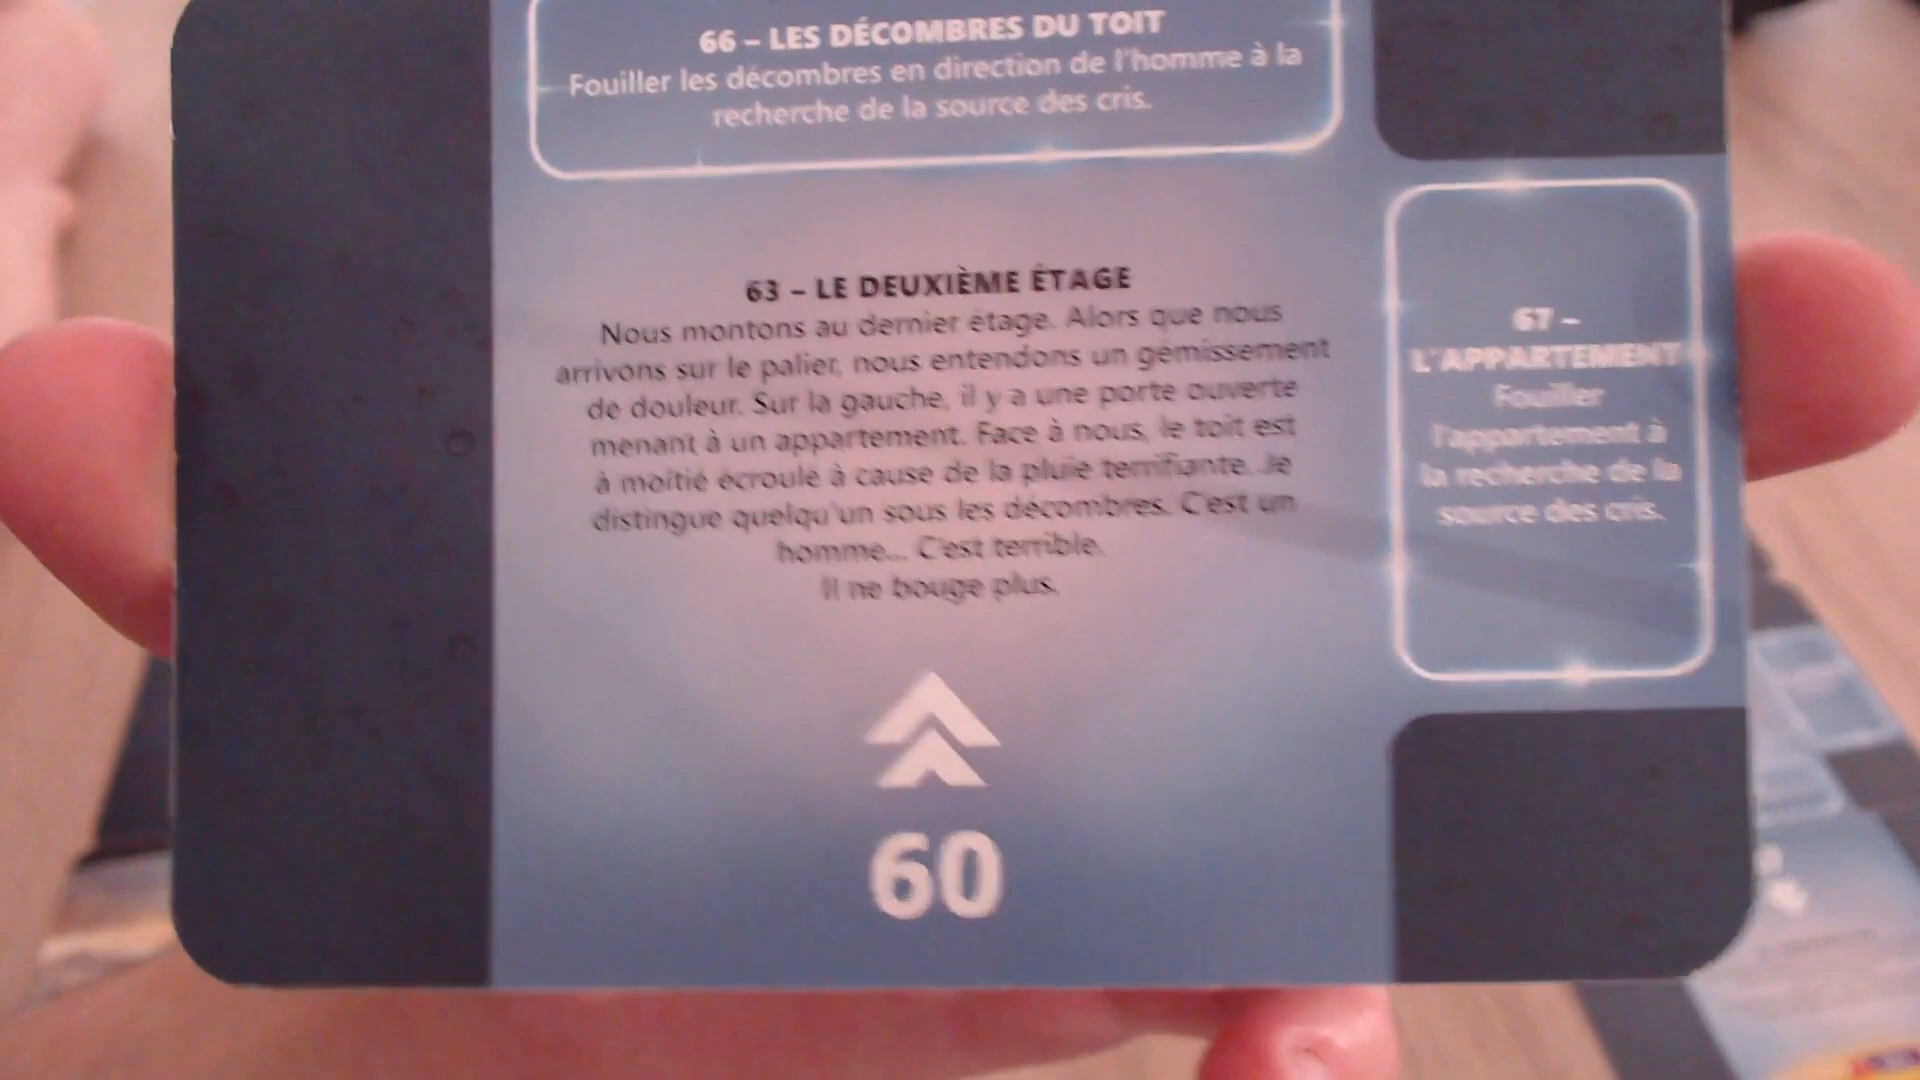 66 – LES DÉCOMBRES DU TOIT
Fouiller les décombres en direction de l'homme à la
recherche de la source des cris.
63 – LE DEUXIÈME ÉTAGE
Nous montons au dernier étage. Alors que nous
arrivons sur le palier, nous entendons un gémissement
de douleur. Sur la gauche, il y a une porte ouverte
menant à un appartement. Face à nous, le toit est
à moitié écroulé à cause de la pluie terrifiante. Je
distingue quelqu'un sous les décombres. C'est un
homme... C'est terrible.
Il ne bouge plus.
60
67 –
L'APPARTEMENT
Fouiller
l'appartement à
la recherche de la
source des cris.